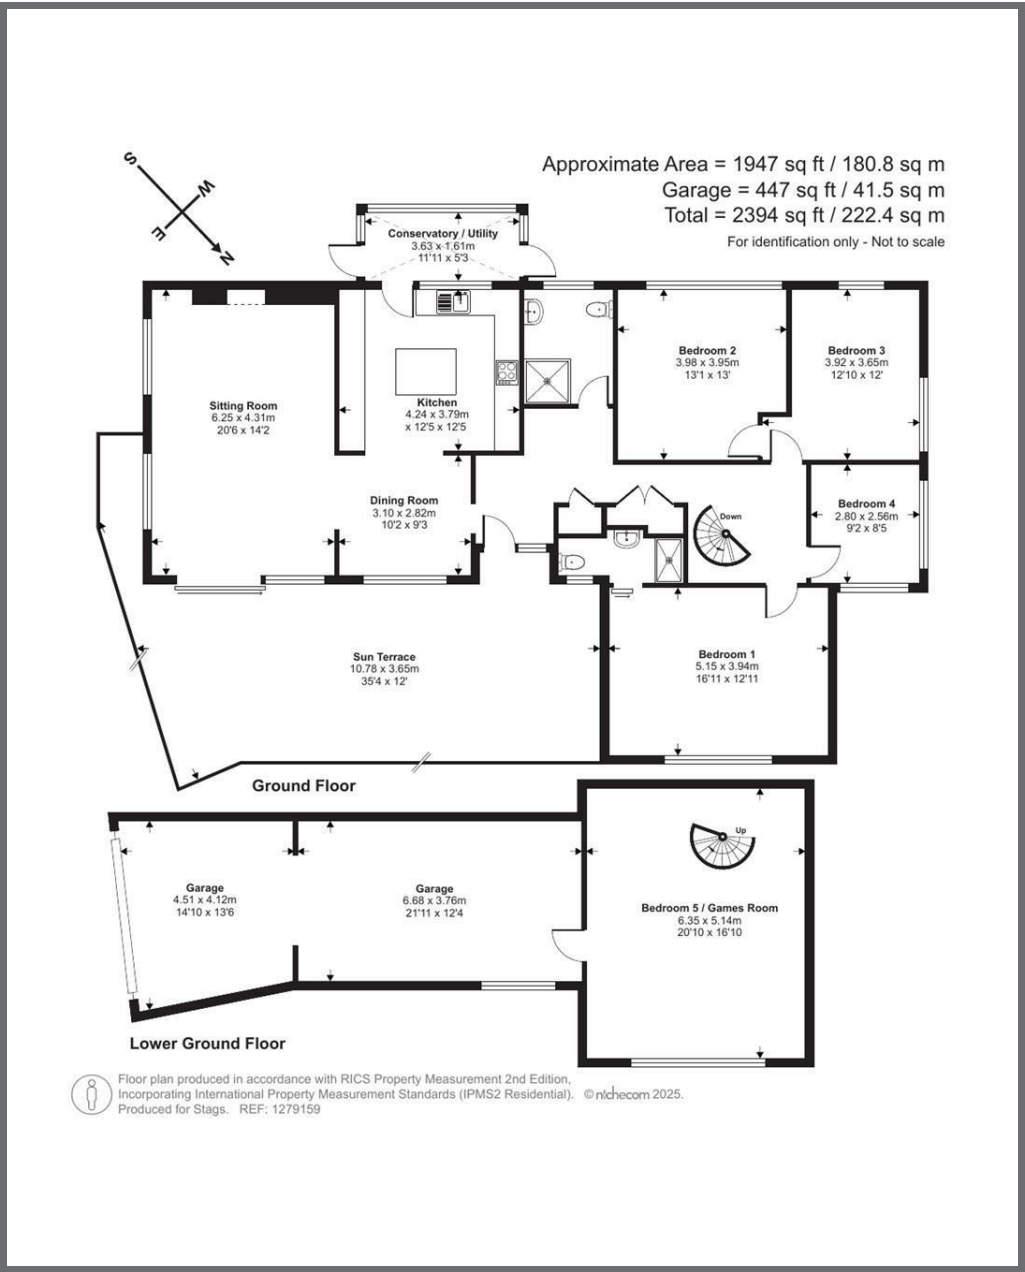 S
W
E
N
Approximate Area = 1947 sq ft / 180.8 sq m
Garage = 447 sq ft / 41.5 sq m
Total = 2394 sq ft / 222.4 sq m
For identification only - Not to scale
Conservatory / Utility
3.63 x 1.61m
11'11 x 5'3
Sitting Room
6.25 x 4.31m
20'6 x 14'2
Kitchen
4.24 x 3.79m
x 12'5 x 12'5
Bedroom 2
3.98 x 3.95m
13'1 x 13'
Bedroom 3
3.92 x 3.65m
12'10 x 12'
Dining Room
3.10 x 2.82m
10'2 x 9'3
Down
Bedroom 4
2.80 x 2.56m
9'2 x 8'5
Sun Terrace
10.78 x 3.65m
35'4 x 12'
Bedroom 1
5.15 x 3.94m
16'11 x 12'11
Ground Floor
Garage
4.51 x 4.12m
14'10 x 13'6
Garage
6.68 x 3.76m
21'11 x 12'4
Up
Bedroom 5 / Games Room
6.35 x 5.14m
20'10 x 16'10
Lower Ground Floor
Floor plan produced in accordance with RICS Property Measurement 2nd Edition,
Incorporating International Property Measurement Standards (IPMS2 Residential). © nichecom 2025.
Produced for Stags. REF: 1279159